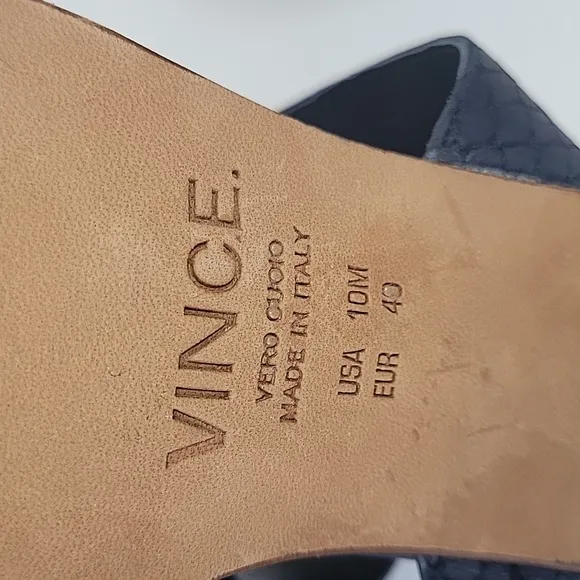 VINCE.
VERO CUOIO
MADE IN ITALY
USA 10M
EUR 40